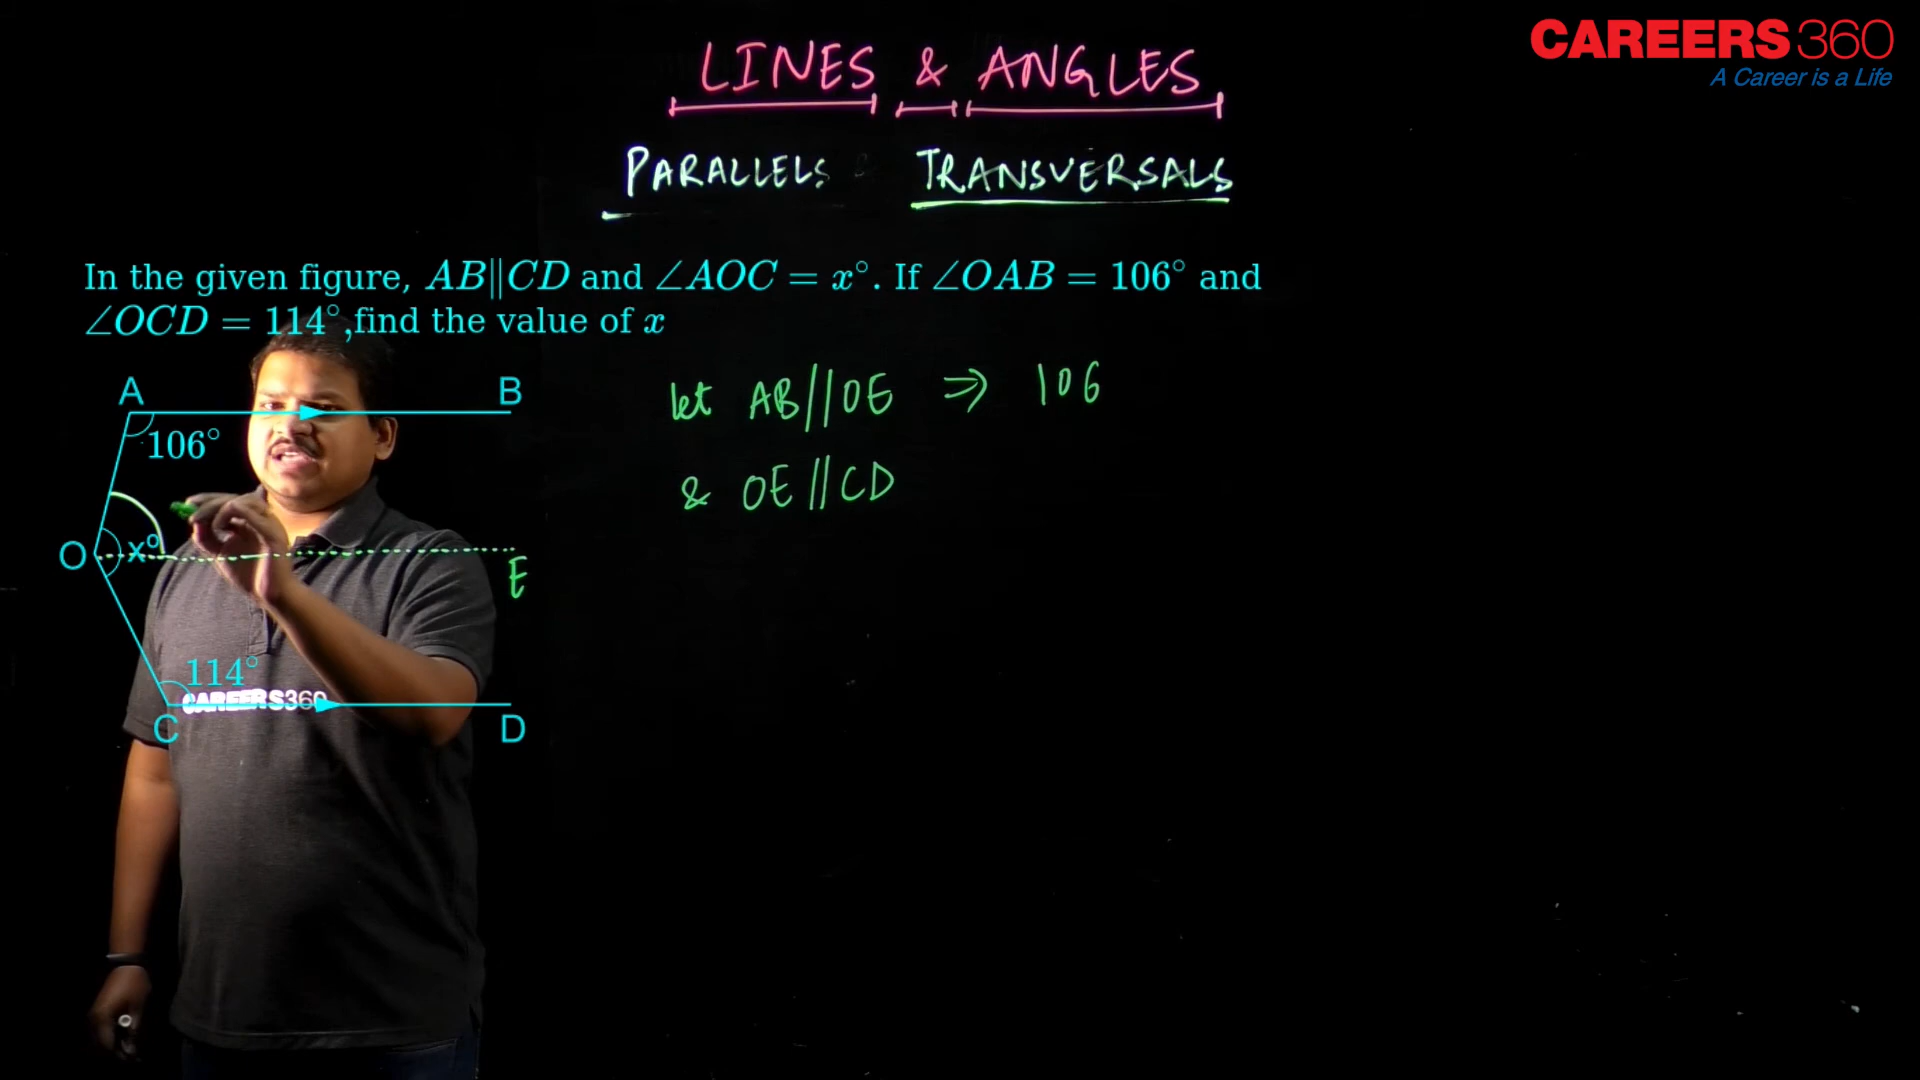 CAREERS360
A Career is a Life
LINES & ANGLES
PARALLELS TRANSVERSALS
In the given figure, AB||CD and ∠AOC = x°. If ∠OAB = 106° and
∠OCD = 114°,find the value of x
let AB//OE ⇒ 106
& OE//CD
A B
106°
O x°
E
114°
CAREERS360
C D